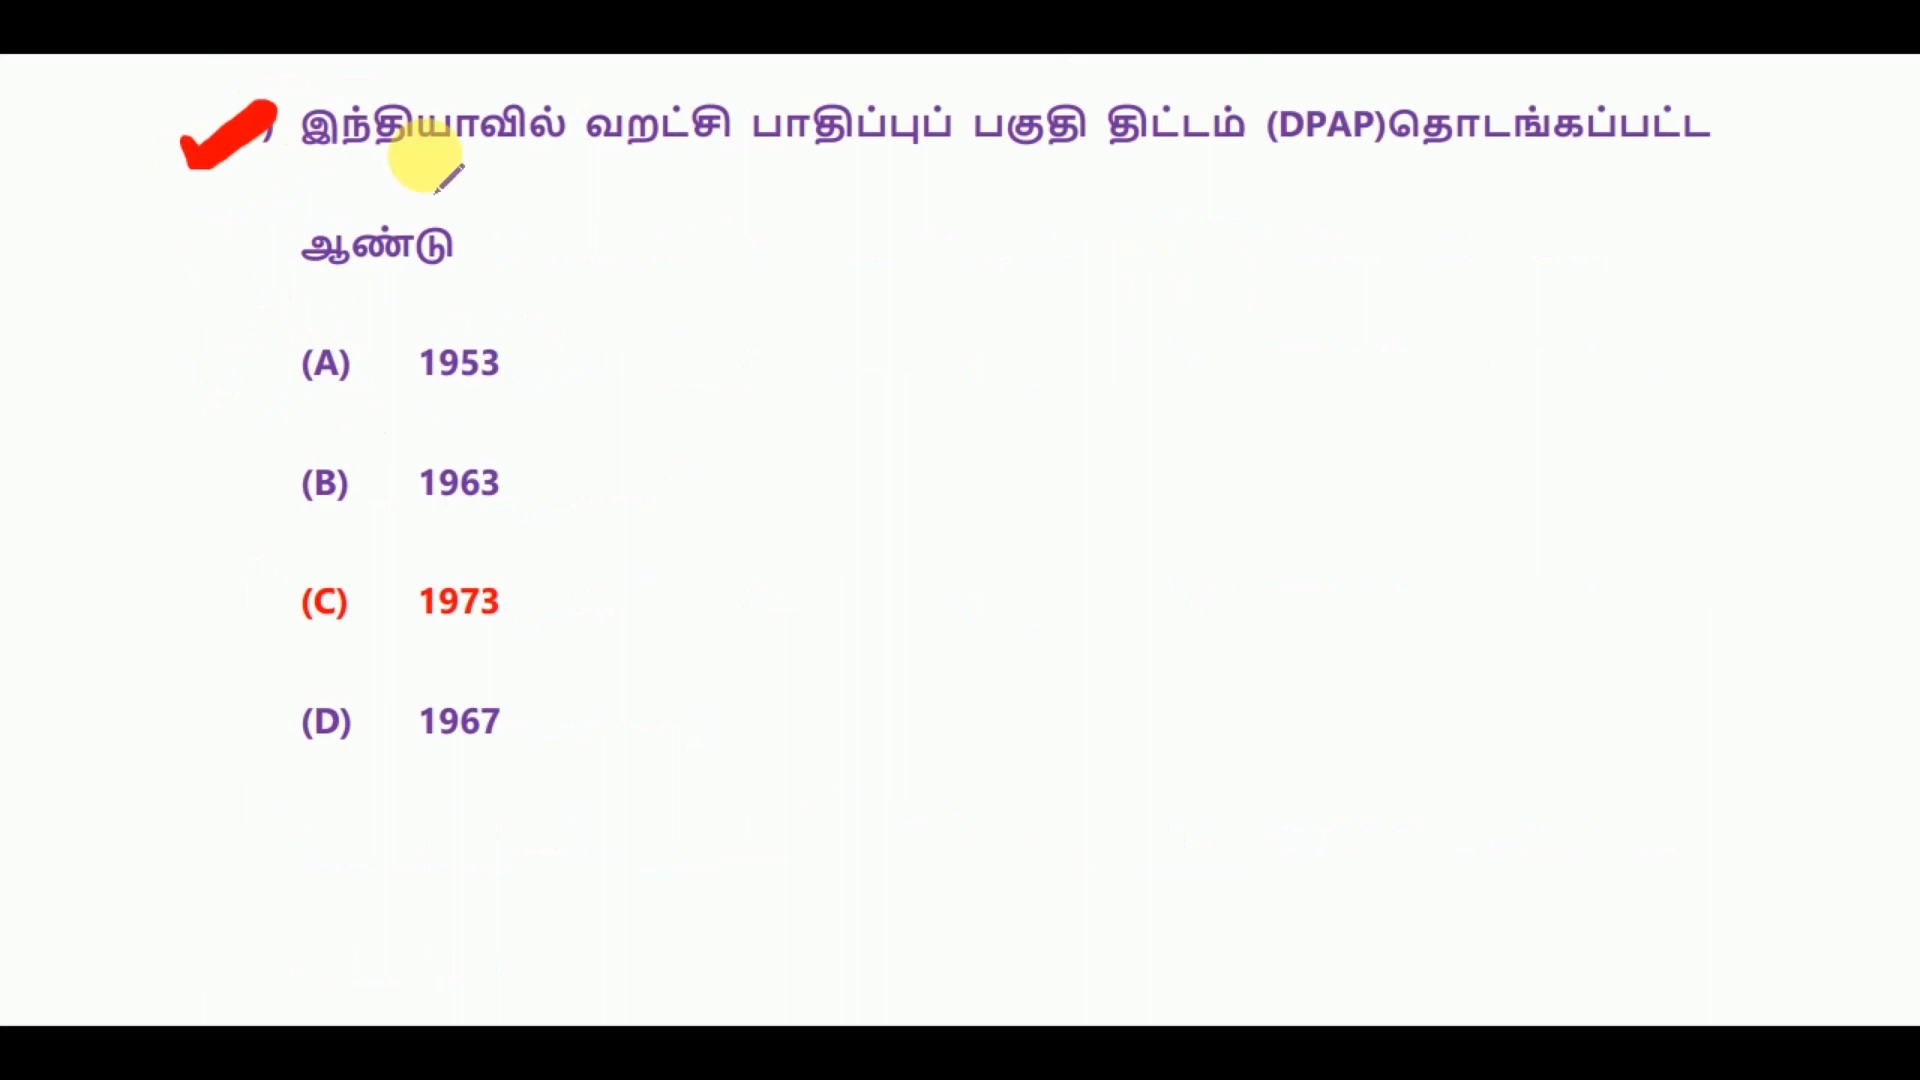 ) இந்தியாவில் வறட்சி பாதிப்புப் பகுதி திட்டம் (DPAP)தொடங்கப்பட்ட
ஆண்டு
(A) 1953
(B) 1963
(C) 1973
(D) 1967